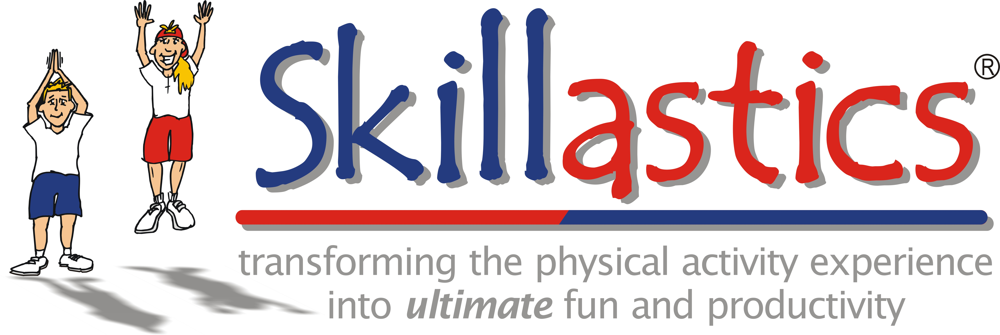 Skillastics®
transforming the physical activity experience
into ultimate fun and productivity